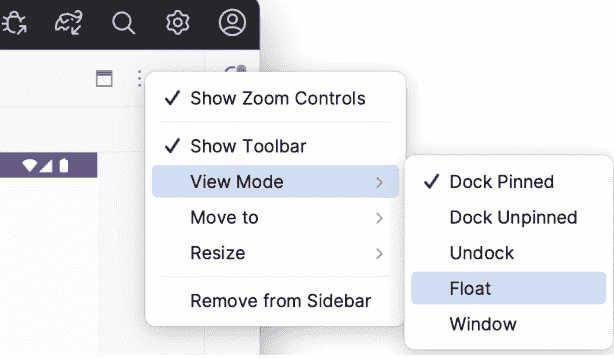 Show Zoom Controls
Show Toolbar
View Mode
Move to
Resize
Remove from Sidebar
Dock Pinned
Dock Unpinned
Undock
Float
Window